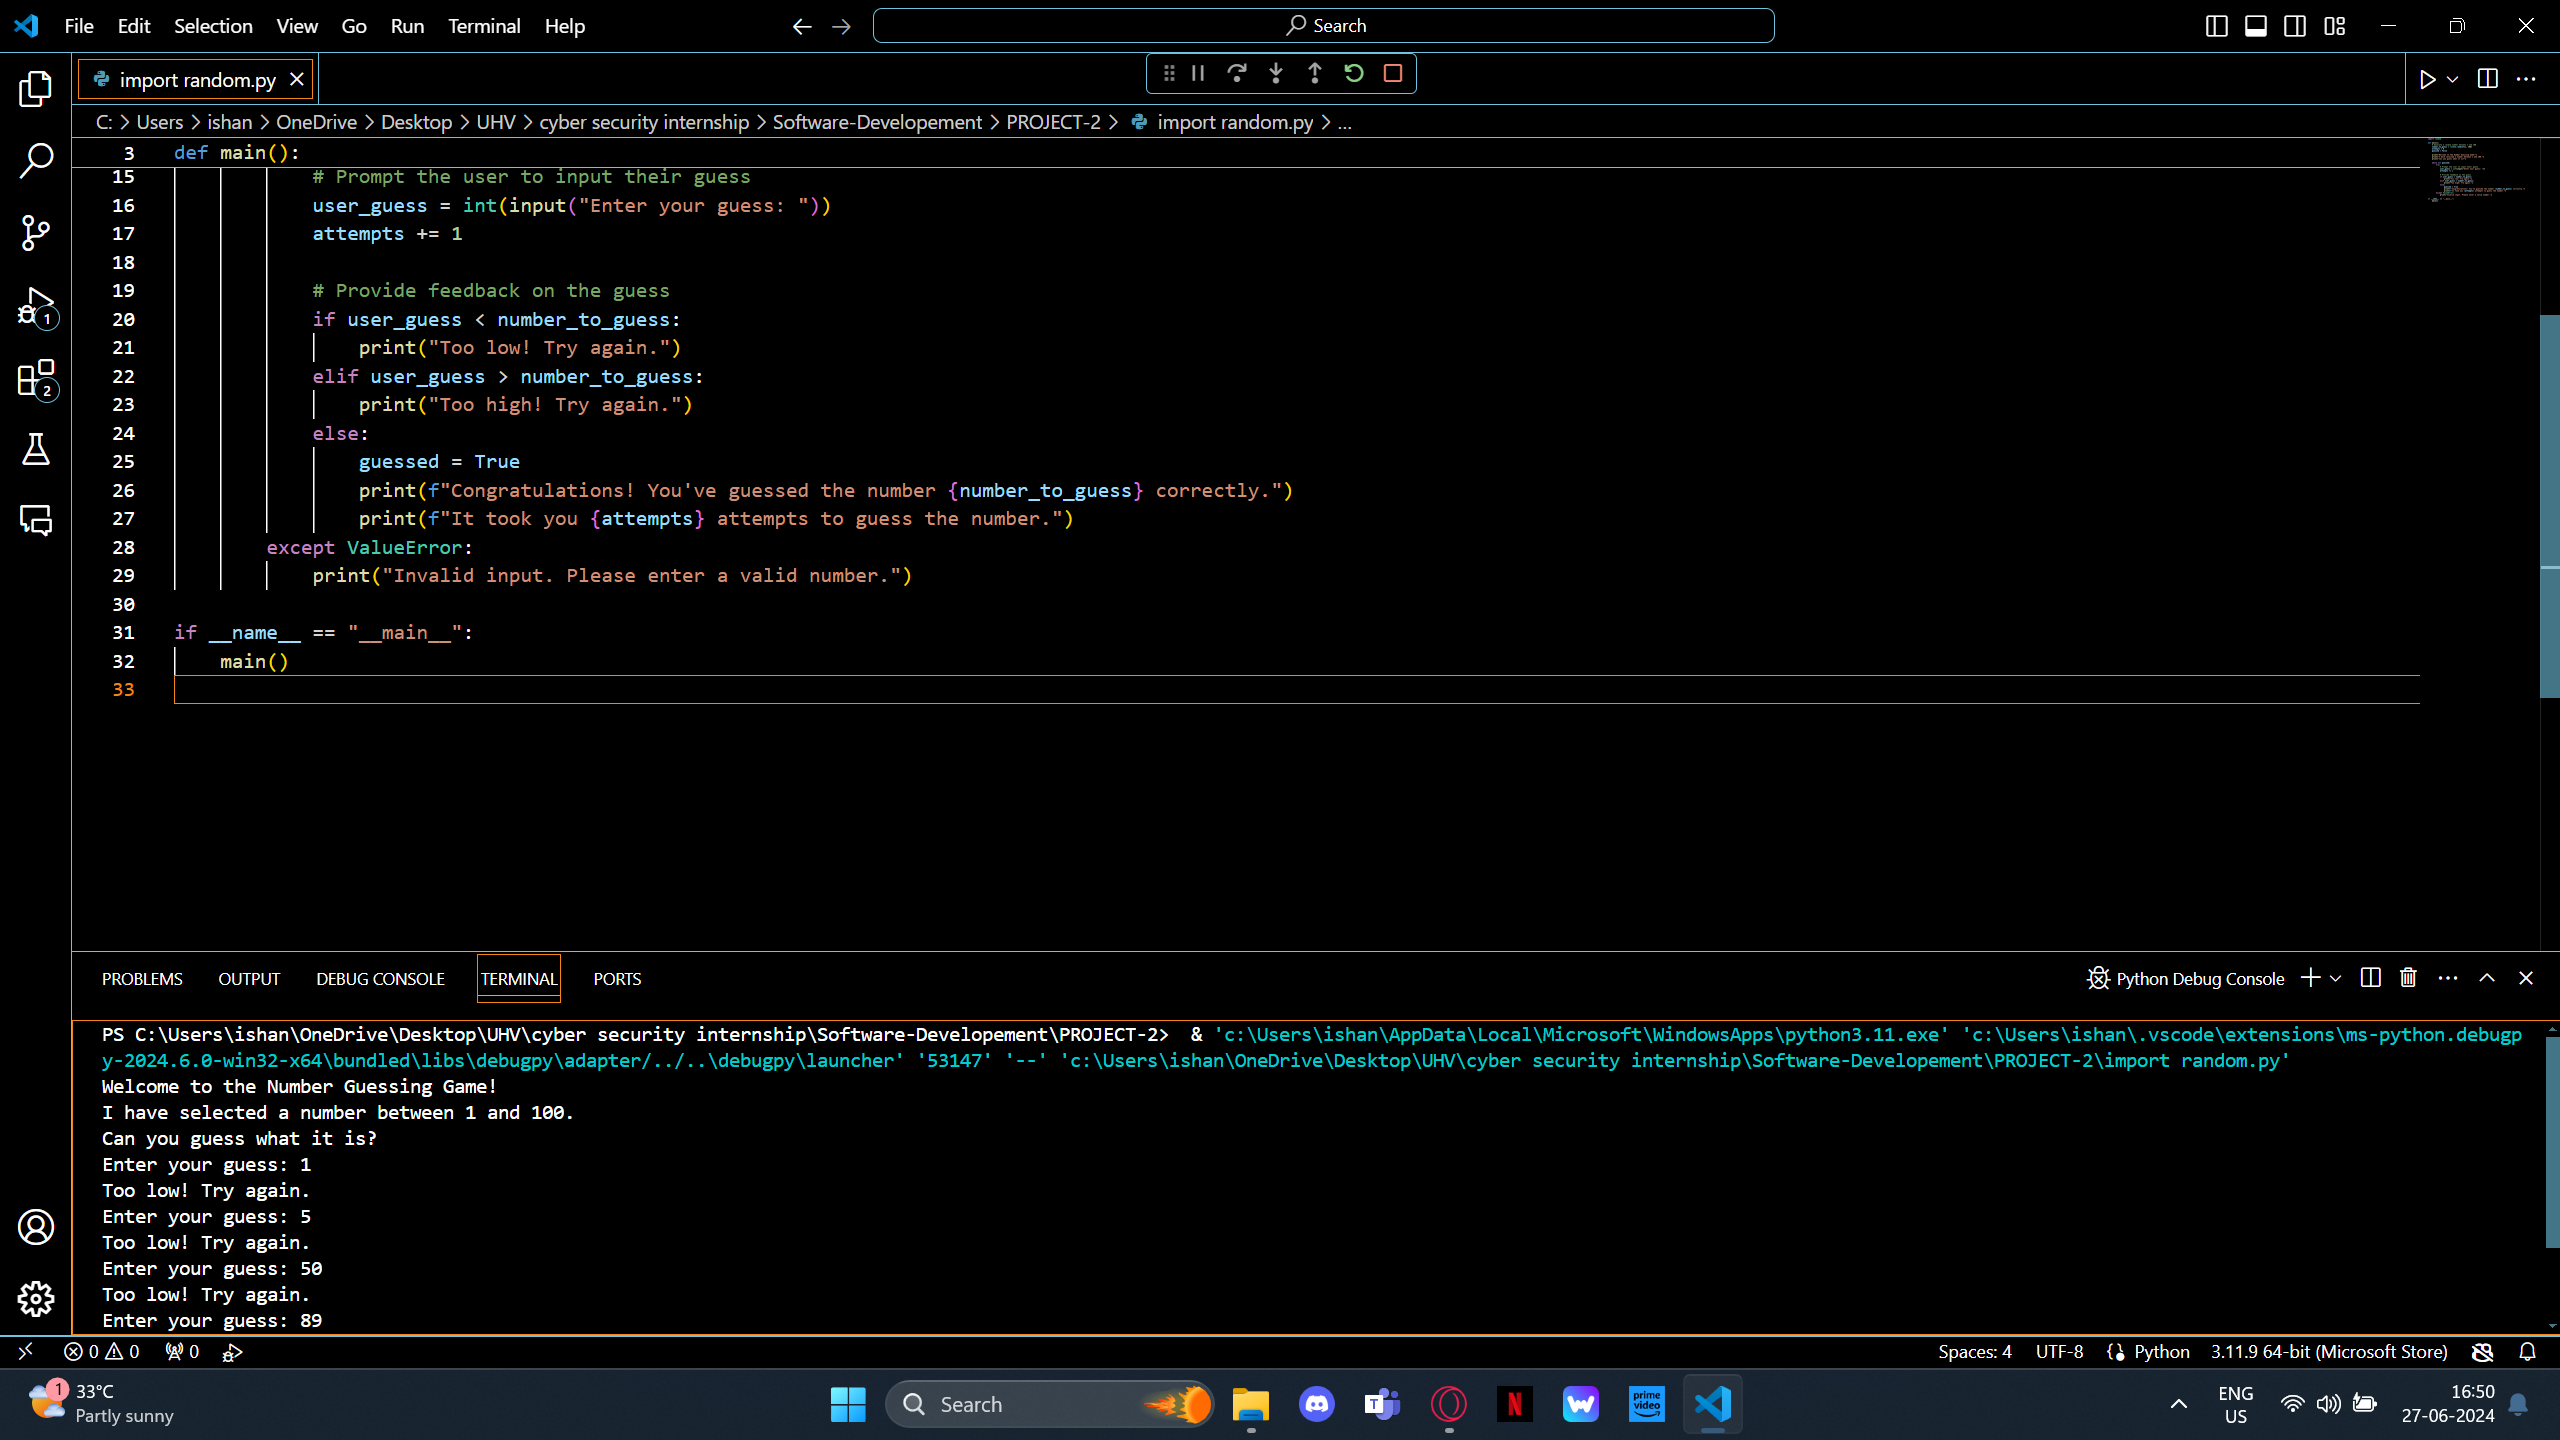 File Edit Selection View Go Run Terminal Help
Search
import random.py
C: > Users > ishan > OneDrive > Desktop > UHV > cyber security internship > Software-Developement > PROJECT-2 > import random.py > ...
3 def main():
15 # Prompt the user to input their guess
16 user_guess = int(input("Enter your guess: "))
17 attempts += 1
18
19 # Provide feedback on the guess
20 if user_guess < number_to_guess:
21 print("Too low! Try again.")
22 elif user_guess > number_to_guess:
23 print("Too high! Try again.")
24 else:
25 guessed = True
26 print(f"Congratulations! You've guessed the number {number_to_guess} correctly.")
27 print(f"It took you {attempts} attempts to guess the number.")
28 except ValueError:
29 print("Invalid input. Please enter a valid number.")
30
31 if __name__ == "__main__":
32 main()
33
1
2
PROBLEMS OUTPUT DEBUG CONSOLE TERMINAL PORTS
Python Debug Console
PS C:\Users\ishan\OneDrive\Desktop\UHV\cyber security internship\Software-Developement\PROJECT-2>  & 'c:\Users\ishan\AppData\Local\Microsoft\WindowsApps\python3.11.exe' 'c:\Users\ishan\.vscode\extensions\ms-python.debugp
y-2024.6.0-win32-x64\bundled\libs\debugpy\adapter/../..\debugpy\launcher' '53147' '--' 'c:\Users\ishan\OneDrive\Desktop\UHV\cyber security internship\Software-Developement\PROJECT-2\import random.py'
Welcome to the Number Guessing Game!
I have selected a number between 1 and 100.
Can you guess what it is?
Enter your guess: 1
Too low! Try again.
Enter your guess: 5
Too low! Try again.
Enter your guess: 50
Too low! Try again.
Enter your guess: 89
0 0 0
Spaces: 4 UTF-8 Python 3.11.9 64-bit (Microsoft Store)
1
33°C
Partly sunny
Search
prime video
ENG
US
16:50
27-06-2024